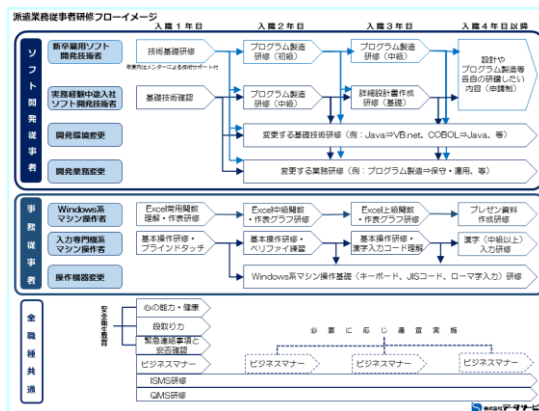 派遣業務従事者研修フローイメージ
入職1年目
入職2年目
入職3年目
入職4年目以降
ソフト開発従事者
新卒雇用ソフト
開発技術者
技術基礎研修
年度内はメンターによる技術サポート付
プログラム製造
研修（初級）
プログラム製造
研修（中級）
設計や
プログラム製造等
各自の研鑽したい
内容（申請制）
実務経験中途入社
ソフト開発技術者
基礎技術確認
プログラム製造
研修（中級）
詳細設計書作成
研修（基礎）
開発環境変更
変更する基礎技術研修（例：Java⇒VB.net、COBOL⇒Java、等）
開発業務変更
変更する業務研修（例：プログラム製造⇒保守・運用、等）
事務従事者
Windows系
マシン操作者
Excel常用関数
理解・作表研修
Excel中級関数
・作表グラフ研修
Excel上級関数
・作表グラフ研修
プレゼン資料
作成研修
入力専門機系
マシン操作者
基本操作研修・
ブラインドタッチ
基本操作研修・
ベリファイ練習
基本操作研修・
漢字入力コード理解
漢字（中級以上）
入力研修
操作機器変更
Windows系マシン操作基礎（キーボード、JISコード、ローマ字入力）研修
全職種共通
安全衛生教育
心の能力・健康
段取り力
緊急連絡事項と
安否確認
必要に応じ適宜実施
ビジネスマナー
ビジネスマナー
ビジネスマナー
ビジネスマナー
ISMS研修
QMS研修
株式会社データサービス